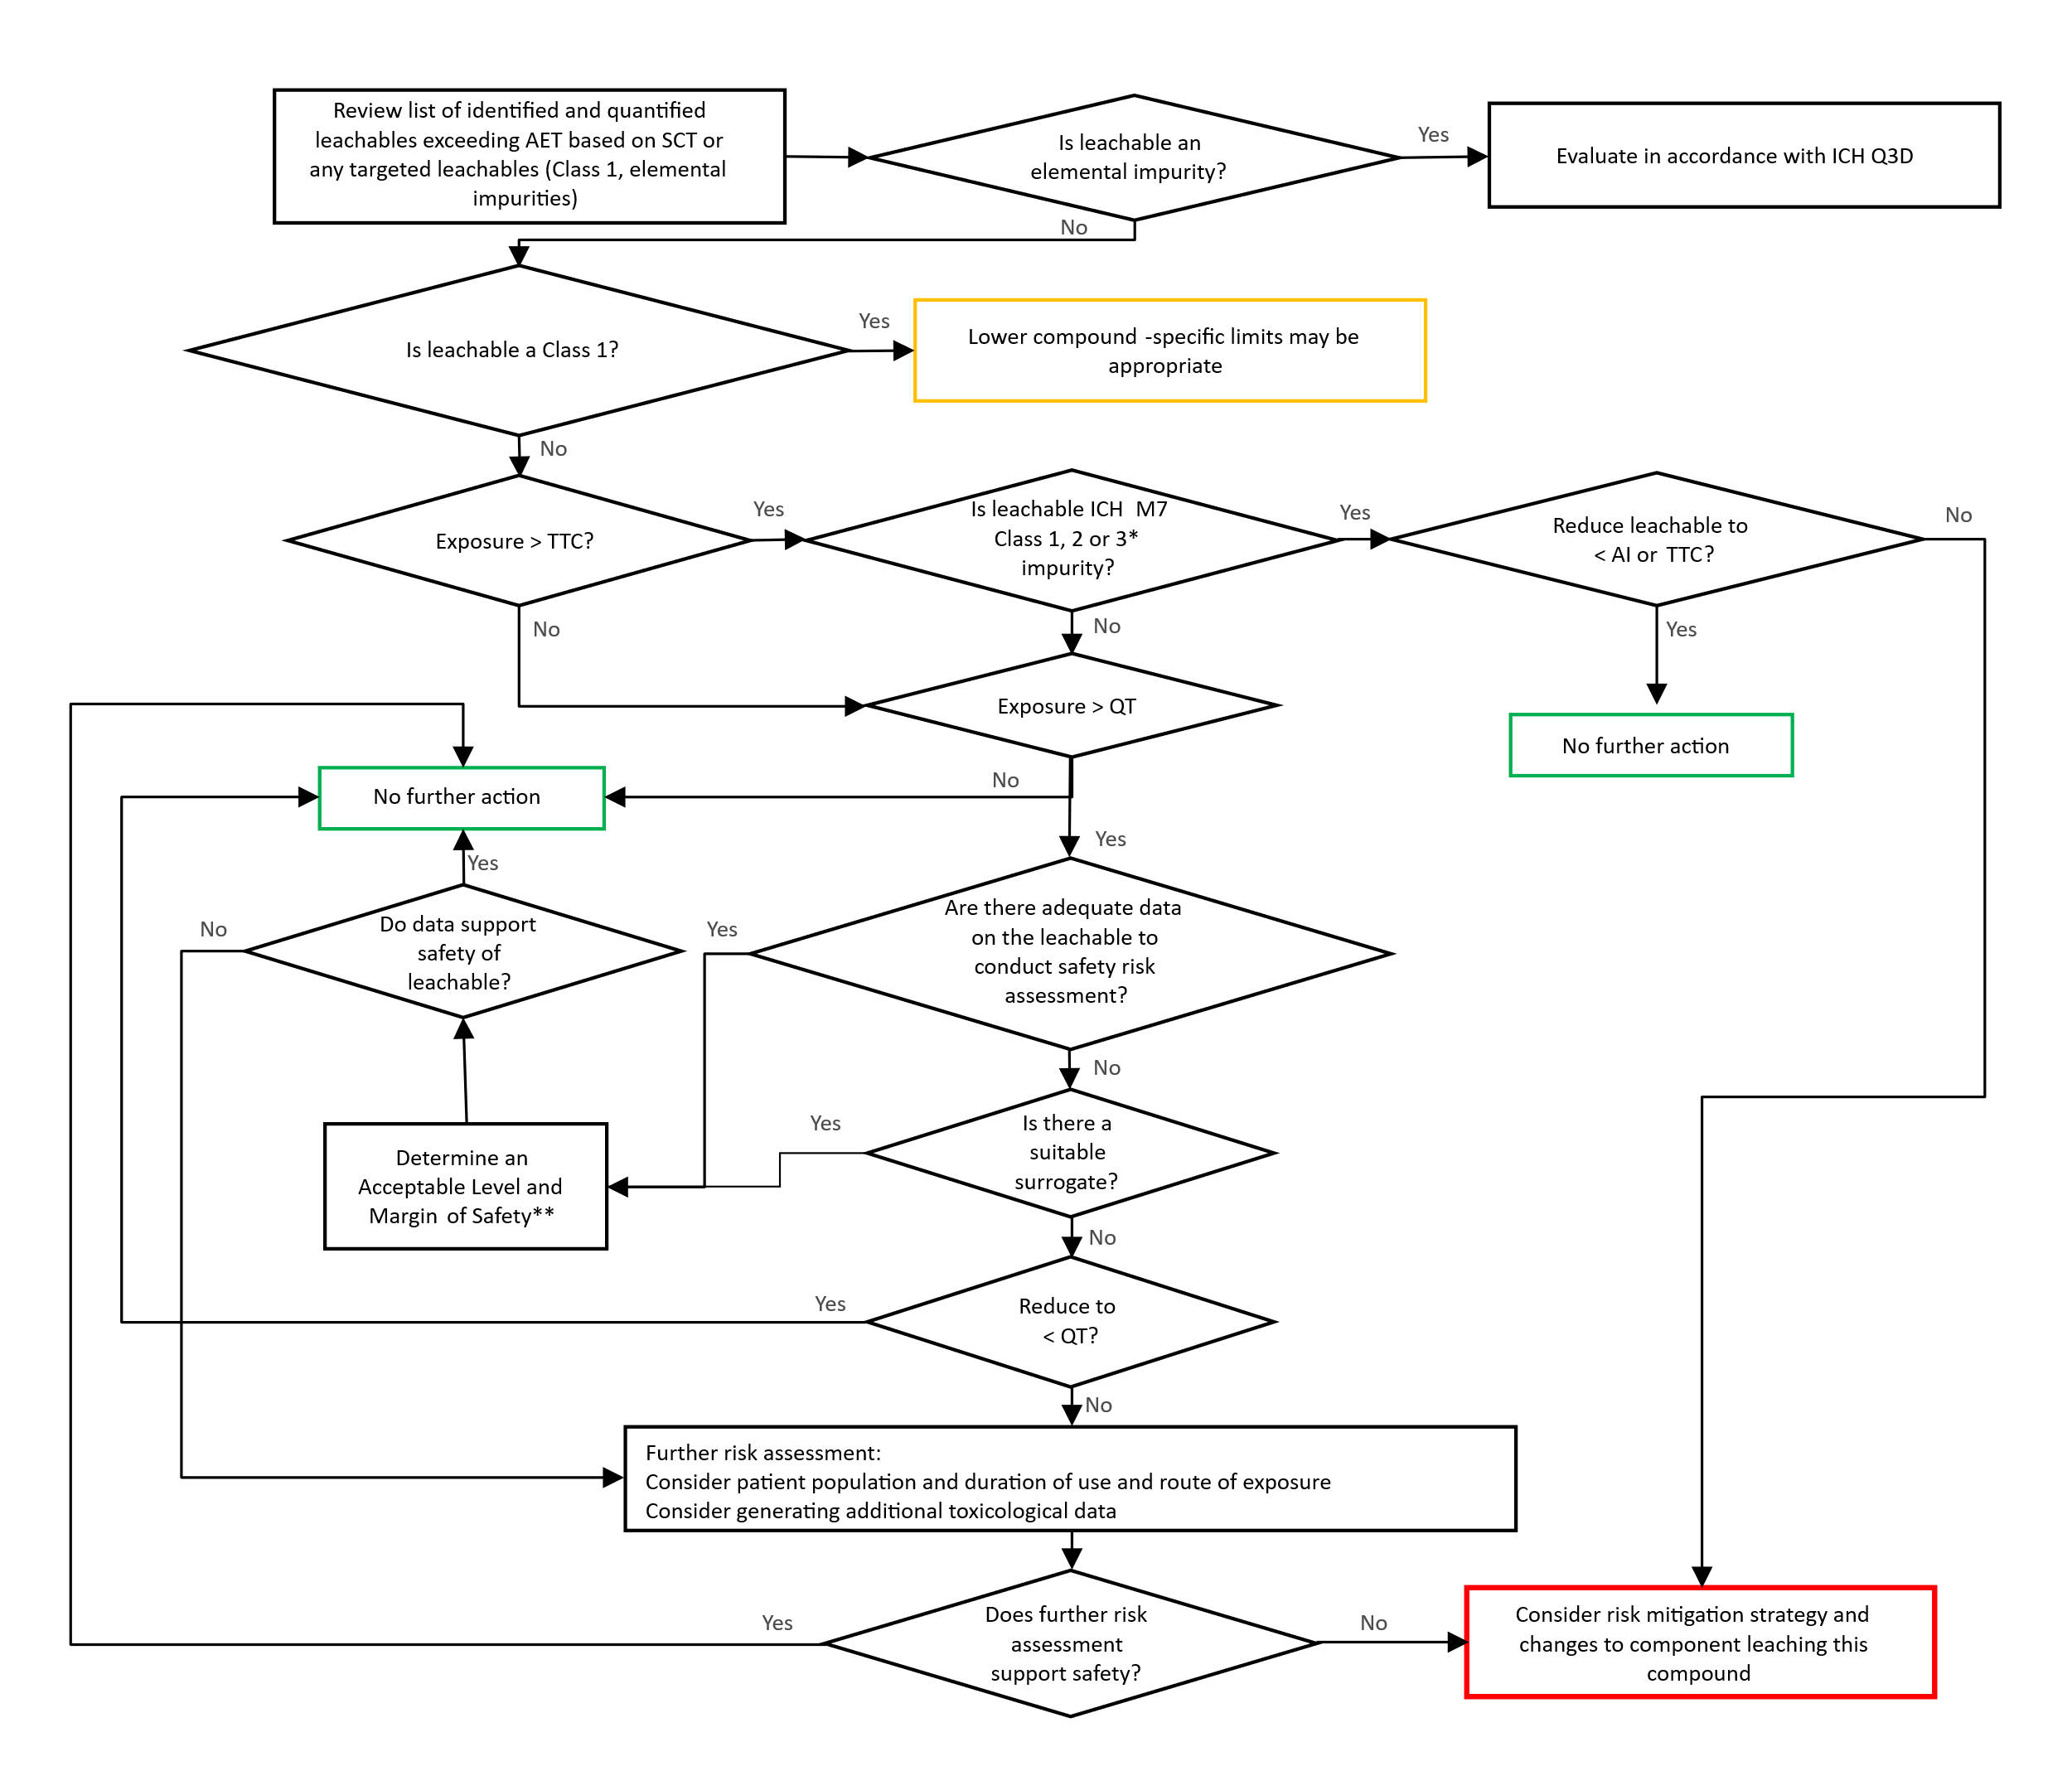 Review list of identified and quantified
leachables exceeding AET based on SCT or
any targeted leachables (Class 1, elemental
impurities)
Is leachable an
elemental impurity?
Yes
Evaluate in accordance with ICH Q3D
No
Is leachable a Class 1?
Yes
Lower compound -specific limits may be
appropriate
No
Exposure > TTC?
Yes
Is leachable ICH M7
Class 1, 2 or 3*
impurity?
Yes
Reduce leachable to
< AI or TTC?
No
No
No
Yes
Exposure > QT
No further action
No
No further action
Yes
Yes
Do data support
safety of
leachable?
No
Yes
Are there adequate data
on the leachable to
conduct safety risk
assessment?
No
Yes
Is there a
suitable
surrogate?
Determine an
Acceptable Level and
Margin of Safety**
No
Yes
Reduce to
< QT?
No
Further risk assessment:
Consider patient population and duration of use and route of exposure
Consider generating additional toxicological data
Yes
Does further risk
assessment
support safety?
No
Consider risk mitigation strategy and
changes to component leaching this
compound